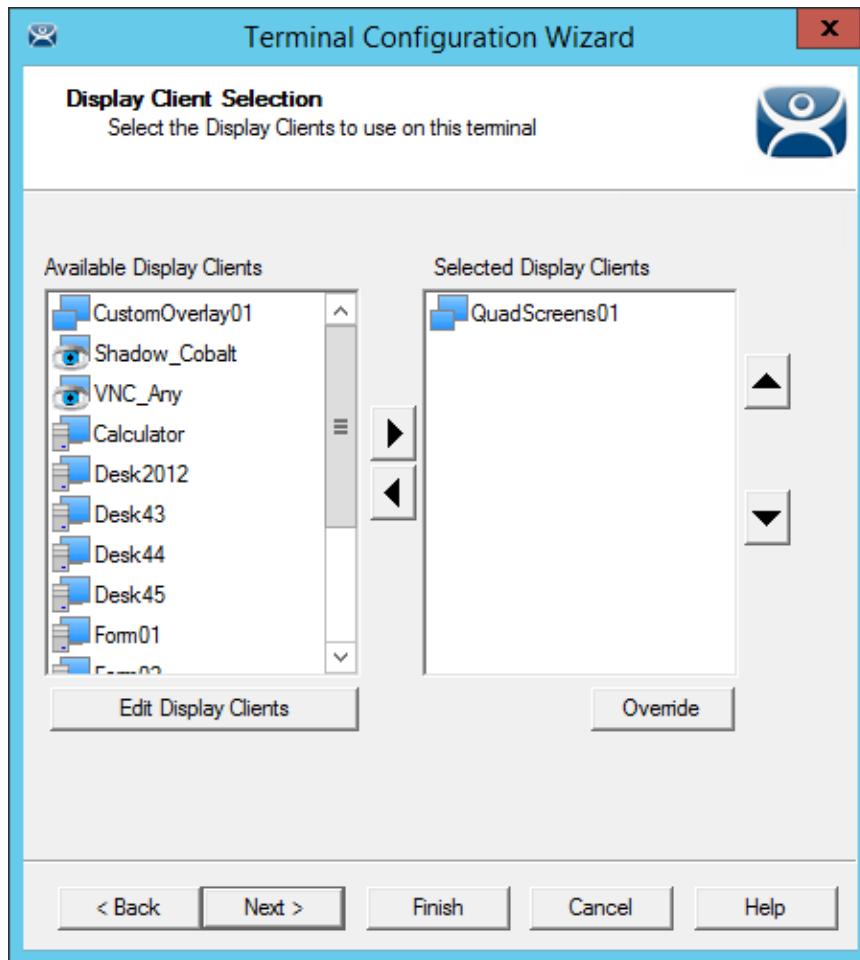 Terminal Configuration Wizard
x
Display Client Selection
Select the Display Clients to use on this terminal
Available Display Clients
CustomOverlay01
Shadow_Cobalt
VNC_Any
Calculator
Desk2012
Desk43
Desk44
Desk45
Form01
Selected Display Clients
QuadScreens01
Edit Display Clients
Override
< Back
Next >
Finish
Cancel
Help